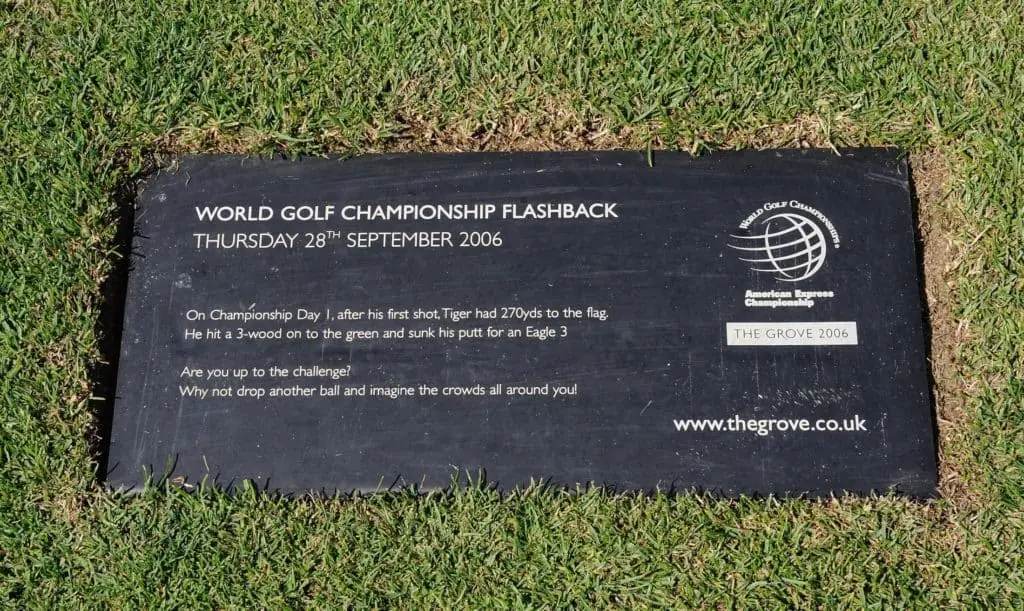 WORLD GOLF CHAMPIONSHIP FLASHBACK
THURSDAY 28TH SEPTEMBER 2006
On Championship Day 1, after his first shot, Tiger had 270yds to the flag.
He hit a 3-wood on to the green and sunk his putt for an Eagle 3
Are you up to the challenge?
Why not drop another ball and imagine the crowds all around you!
WORLD GOLF CHAMPIONSHIPS®
American Express
Championship
THE GROVE 2006
www.thegrove.co.uk